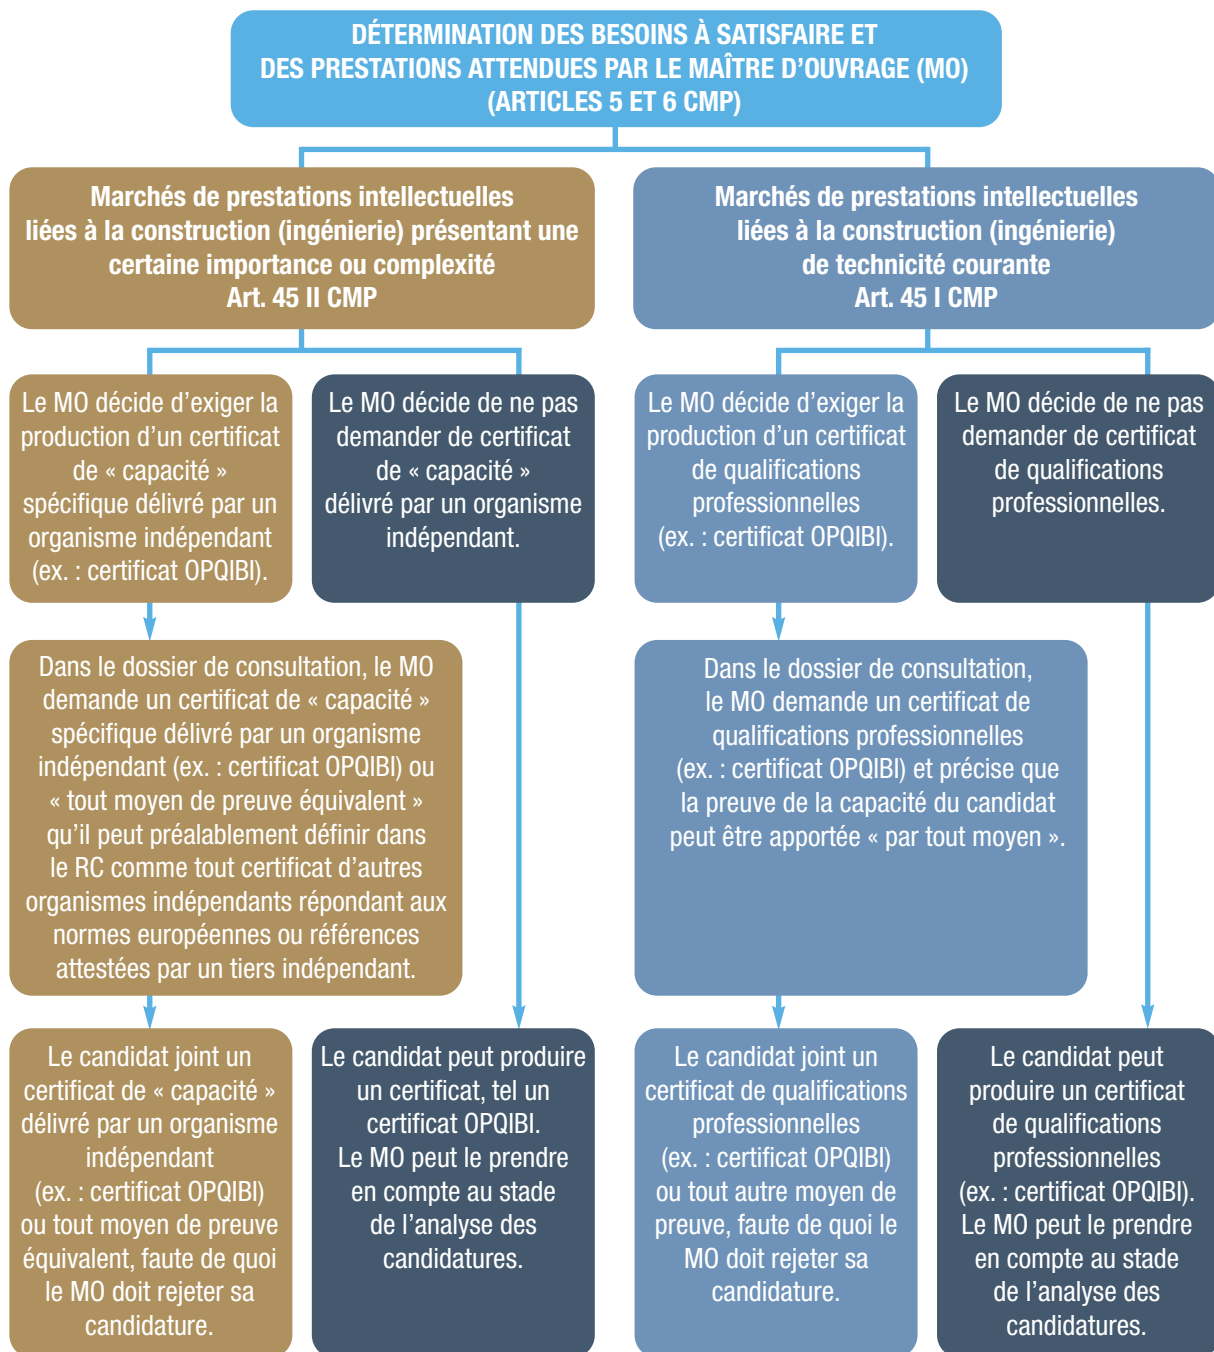 DÉTERMINATION DES BESOINS À SATISFAIRE ET
DES PRESTATIONS ATTENDUES PAR LE MAÎTRE D’OUVRAGE (MO)
(ARTICLES 5 ET 6 CMP)
Marchés de prestations intellectuelles
liées à la construction (ingénierie) présentant une
certaine importance ou complexité
Art. 45 II CMP
Marchés de prestations intellectuelles
liées à la construction (ingénierie)
de technicité courante
Art. 45 I CMP
Le MO décide d’exiger la
production d’un certificat
de « capacité »
spécifique délivré par un
organisme indépendant
(ex. : certificat OPQIBI).
Le MO décide de ne pas
demander de certificat
de « capacité »
délivré par un organisme
indépendant.
Le MO décide d’exiger la
production d’un certificat
de qualifications
professionnelles
(ex. : certificat OPQIBI).
Le MO décide de ne pas
demander de certificat
de qualifications
professionnelles.
Dans le dossier de consultation, le MO
demande un certificat de « capacité »
spécifique délivré par un organisme
indépendant (ex. : certificat OPQIBI) ou
« tout moyen de preuve équivalent »
qu’il peut préalablement définir dans
le RC comme tout certificat d’autres
organismes indépendants répondant aux
normes européennes ou références
attestées par un tiers indépendant.
Dans le dossier de consultation,
le MO demande un certificat de
qualifications professionnelles
(ex. : certificat OPQIBI) et précise que
la preuve de la capacité du candidat
peut être apportée « par tout moyen ».
Le candidat joint un
certificat de « capacité »
délivré par un organisme
indépendant
(ex. : certificat OPQIBI)
ou tout moyen de preuve
équivalent, faute de quoi
le MO doit rejeter sa
candidature.
Le candidat peut produire
un certificat, tel un
certificat OPQIBI.
Le MO peut le prendre
en compte au stade
de l’analyse des
candidatures.
Le candidat joint un
certificat de qualifications
professionnelles
(ex. : certificat OPQIBI)
ou tout autre moyen de
preuve, faute de quoi le
MO doit rejeter sa
candidature.
Le candidat peut
produire un certificat
de qualifications
professionnelles
(ex. : certificat OPQIBI).
Le MO peut le prendre
en compte au stade
de l’analyse des
candidatures.